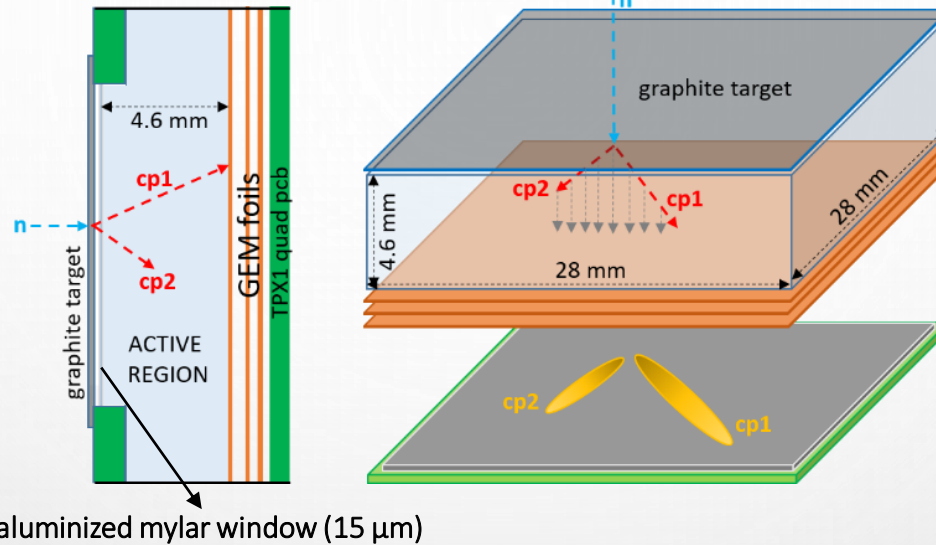 4.6 mm
cp1
n
cp2
graphite target
ACTIVE
REGION
GEM foils
TPX1 quad pcb
aluminized mylar window (15 μm)
n
graphite target
cp2
cp1
4.6 mm
28 mm
28 mm
cp2
cp1